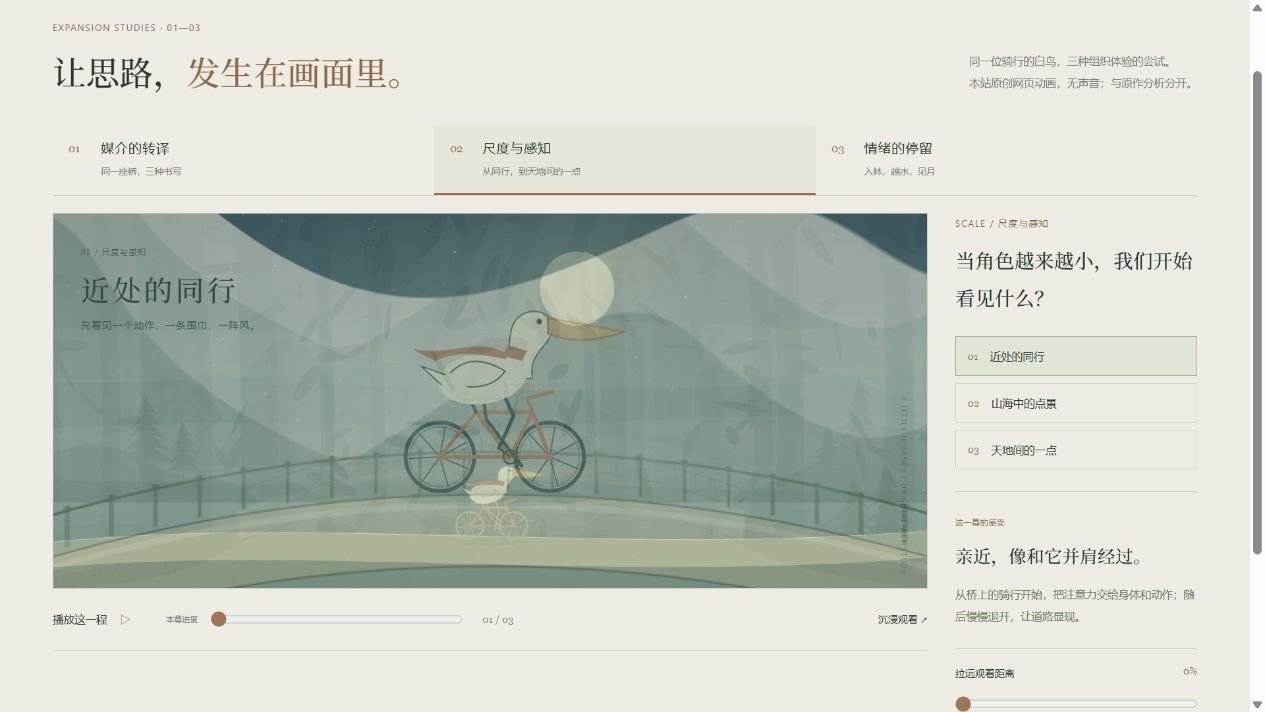 EXPANSION STUDIES · 01—03
让思路，发生在画面里。
同一位骑行的白鸟，三种组织体验的尝试。
本站原创网页动画，无声音；与原作分析分开。
01 媒介的转译
同一座桥，三种书写
02 尺度与感知
从同行，到天地间的一点
03 情绪的停留
入林，越水，见月
02 / 尺度与感知
近处的同行
先看见一个动作，一条围巾，一阵风。
A LITTLE JOURNEY / ORIGINAL WEB STUDY
播放这一程 ▷
本幕进度
01 / 03
沉浸观看 ↗
SCALE / 尺度与感知
当角色越来越小，我们开始
看见什么？
01 近处的同行
02 山海中的点景
03 天地间的一点
这一幕的感受
亲近，像和它并肩经过。
从桥上的骑行开始，把注意力交给身体和动作；随
后慢慢退开，让道路显现。
拉远观看距离
0%